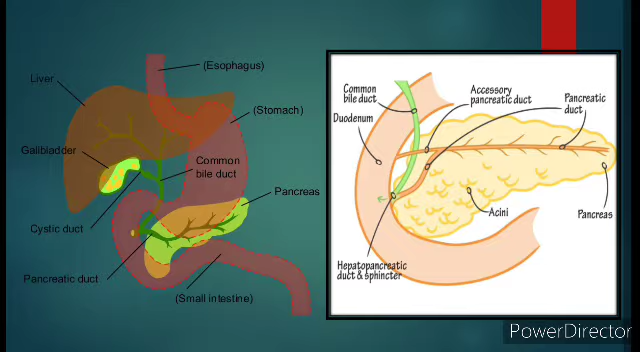 (Esophagus)
Liver
(Stomach)
Gallbladder
Common
bile duct
Pancreas
Cystic duct
Pancreatic duct
(Small intestine)
Common
bile duct
Accessory
pancreatic duct
Pancreatic
duct
Duodenum
Acini
Pancreas
Hepatopancreatic
duct & sphincter
PowerDirector